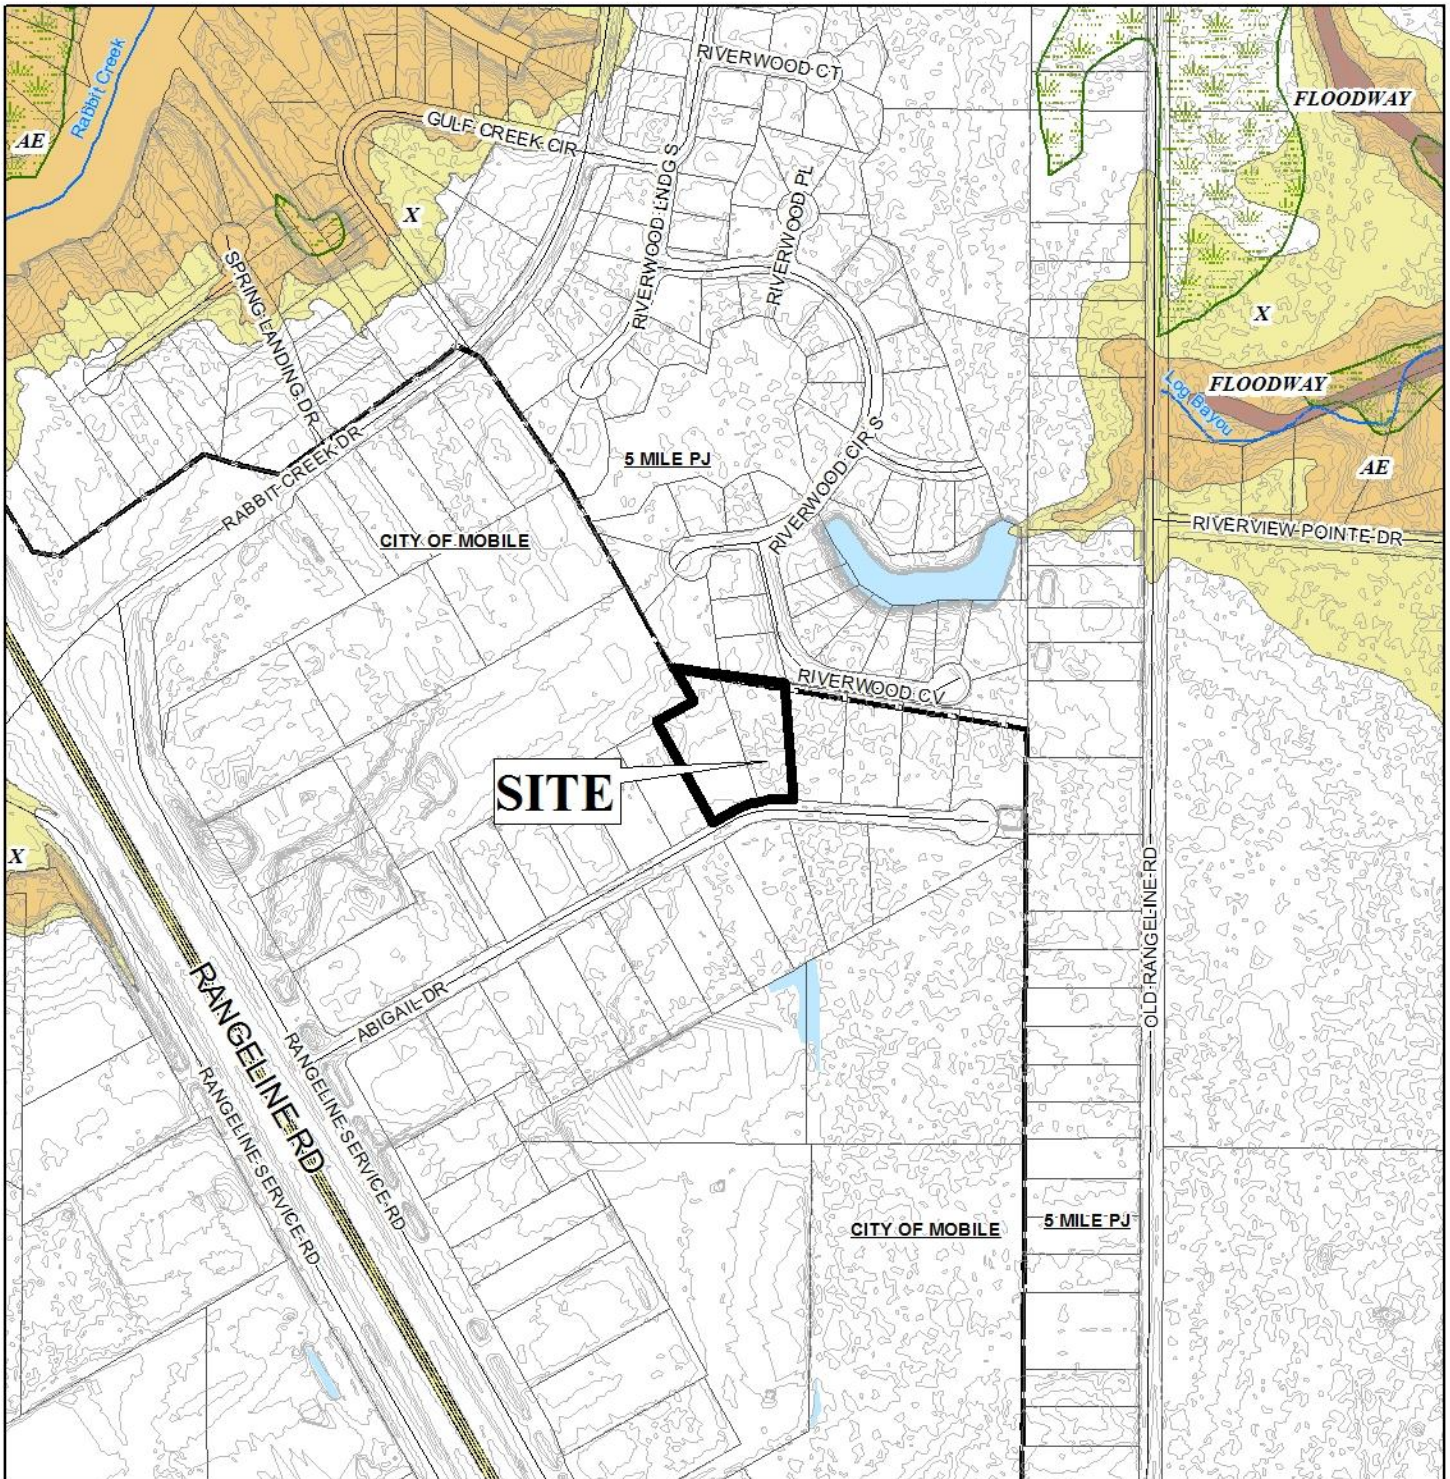 RIVERWOOD CT
Rabbit Creek
FLOODWAY
AE
GULF CREEK CIR
RIVERWOOD LNDG S
RIVERWOOD PL
X
SPRING LANDING DR
X
FLOODWAY
Log Bayou
RIVERWOOD CIR S
5 MILE PJ
AE
RABBIT CREEK DR
CITY OF MOBILE
RIVERVIEW POINTE DR
RIVERWOOD CV
SITE
X
OLD RANGELINE RD
RANGELINE RD
ABIGAIL DR
RANGELINE SERVICE RD
RANGELINE SERVICE RD
CITY OF MOBILE
5 MILE PJ